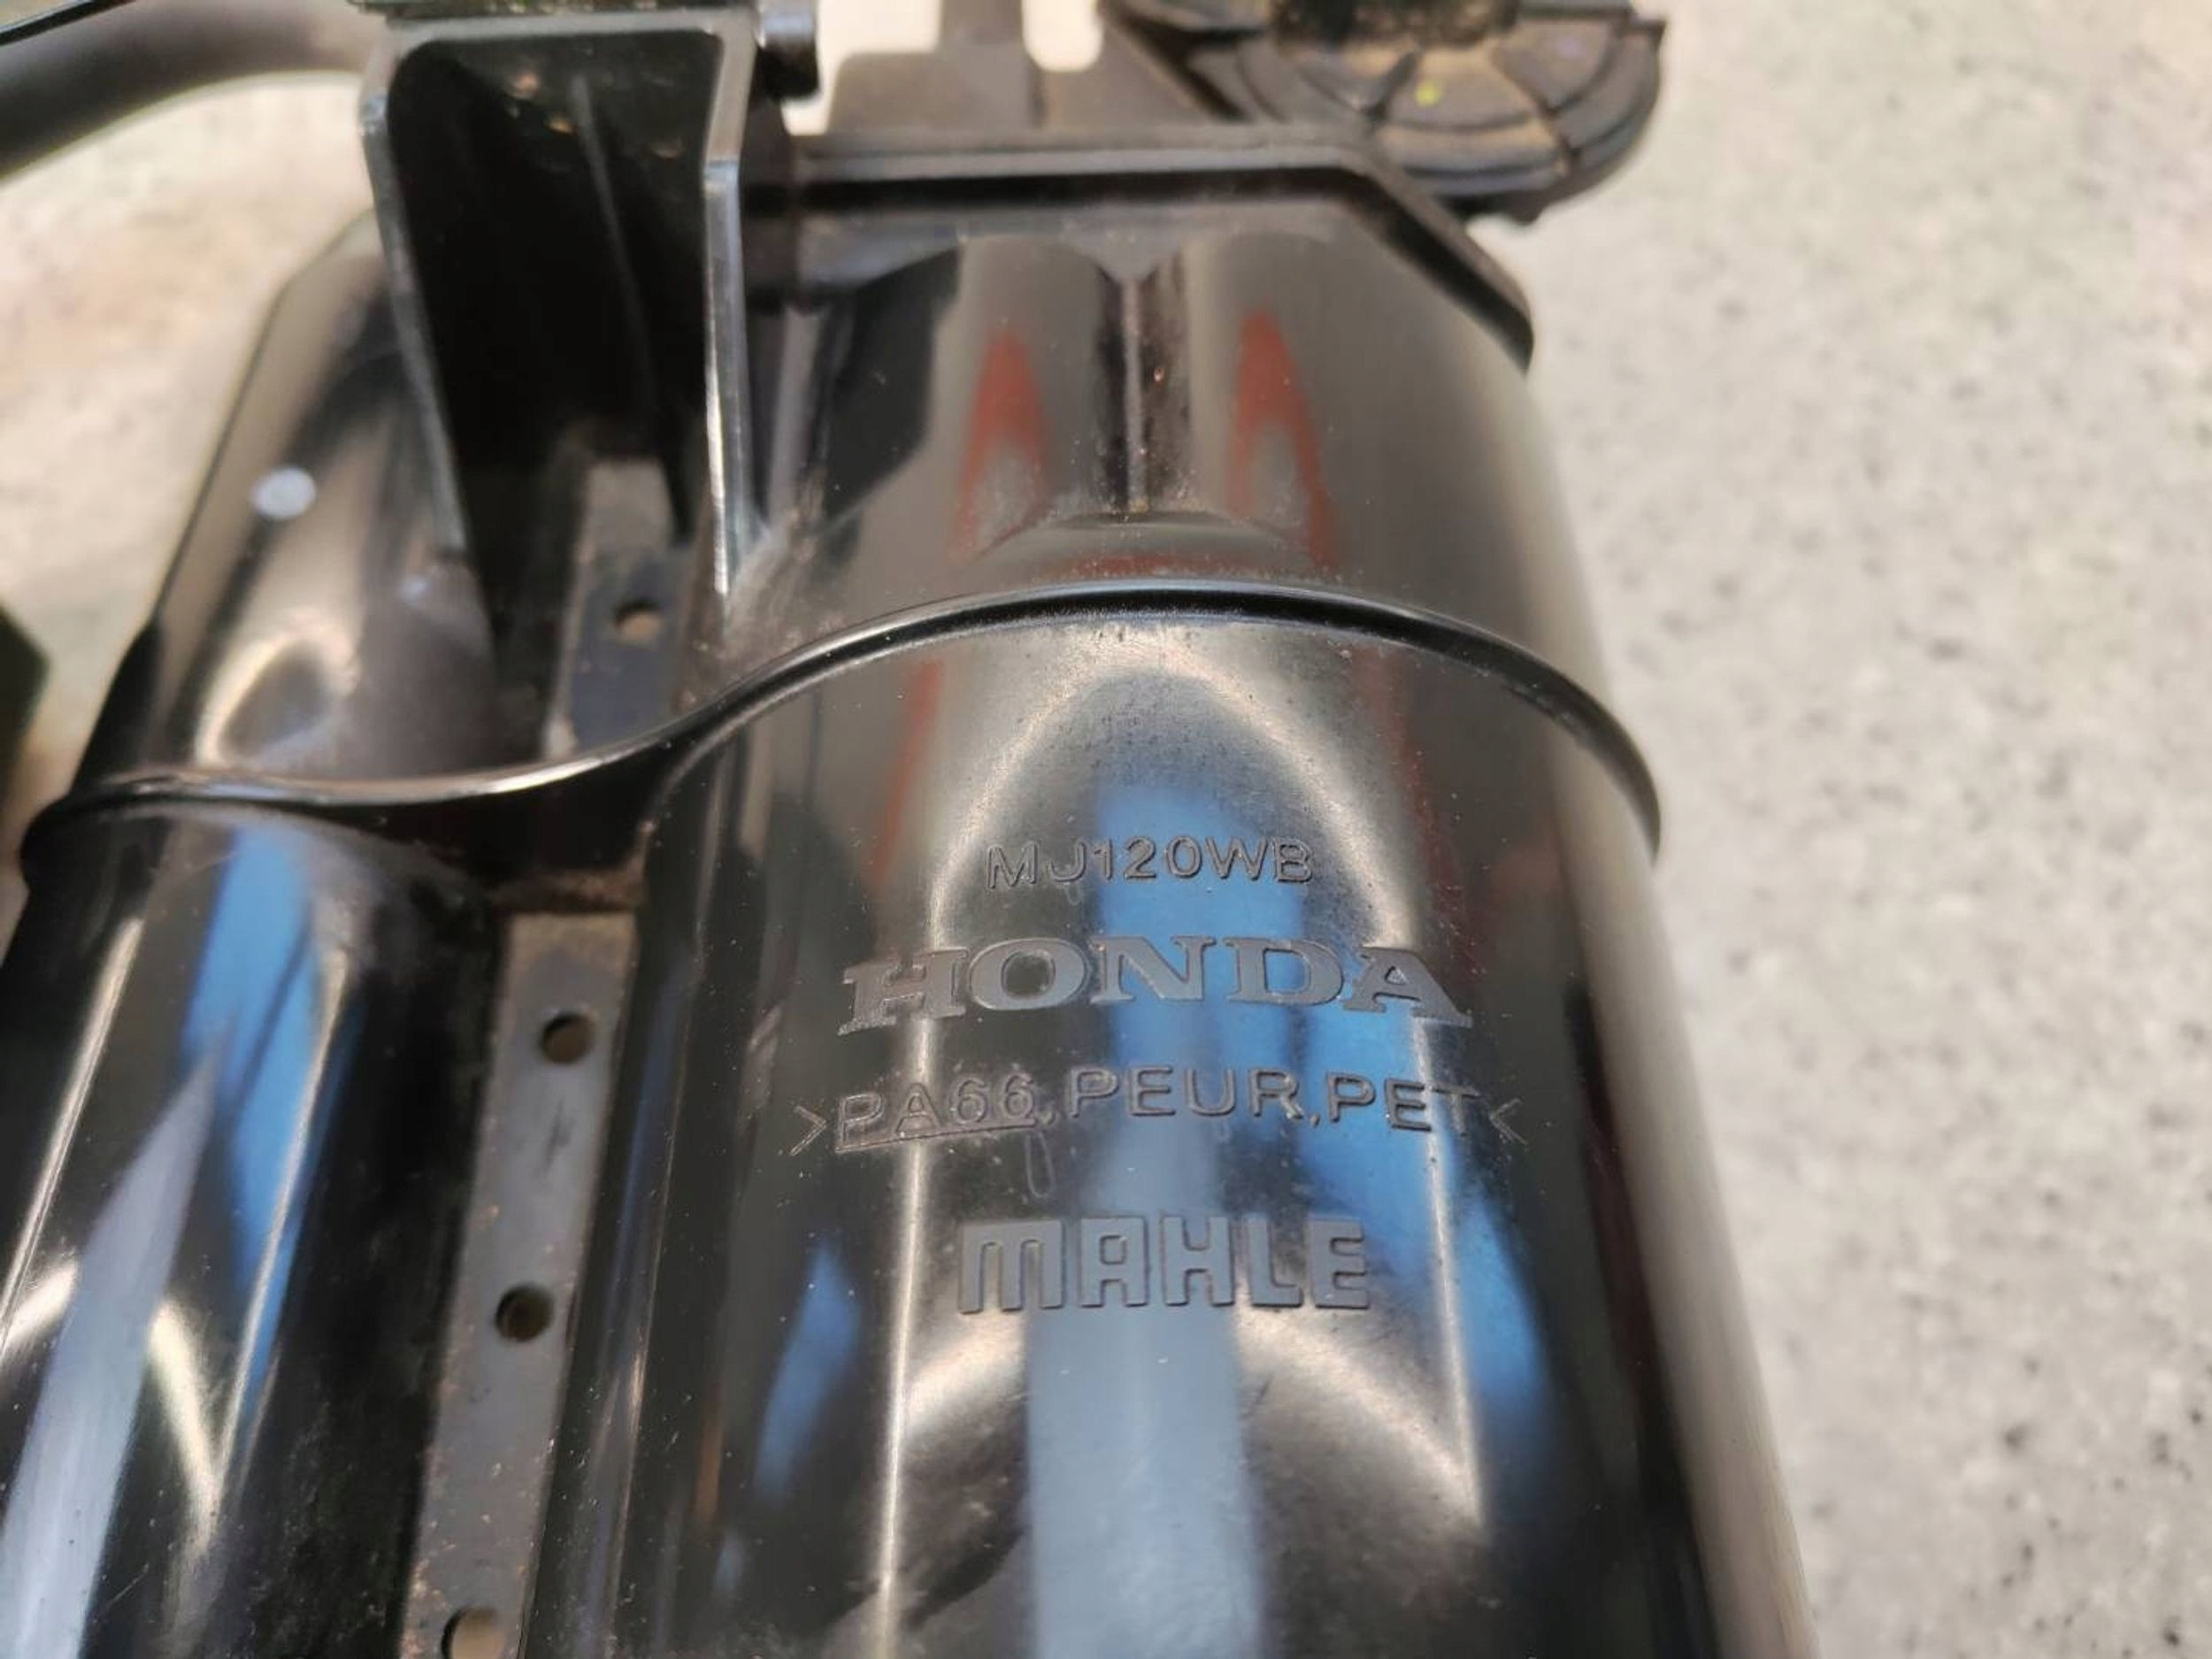 MJ120WB
HONDA
>PA66,PEUR,PET<
MAHLE